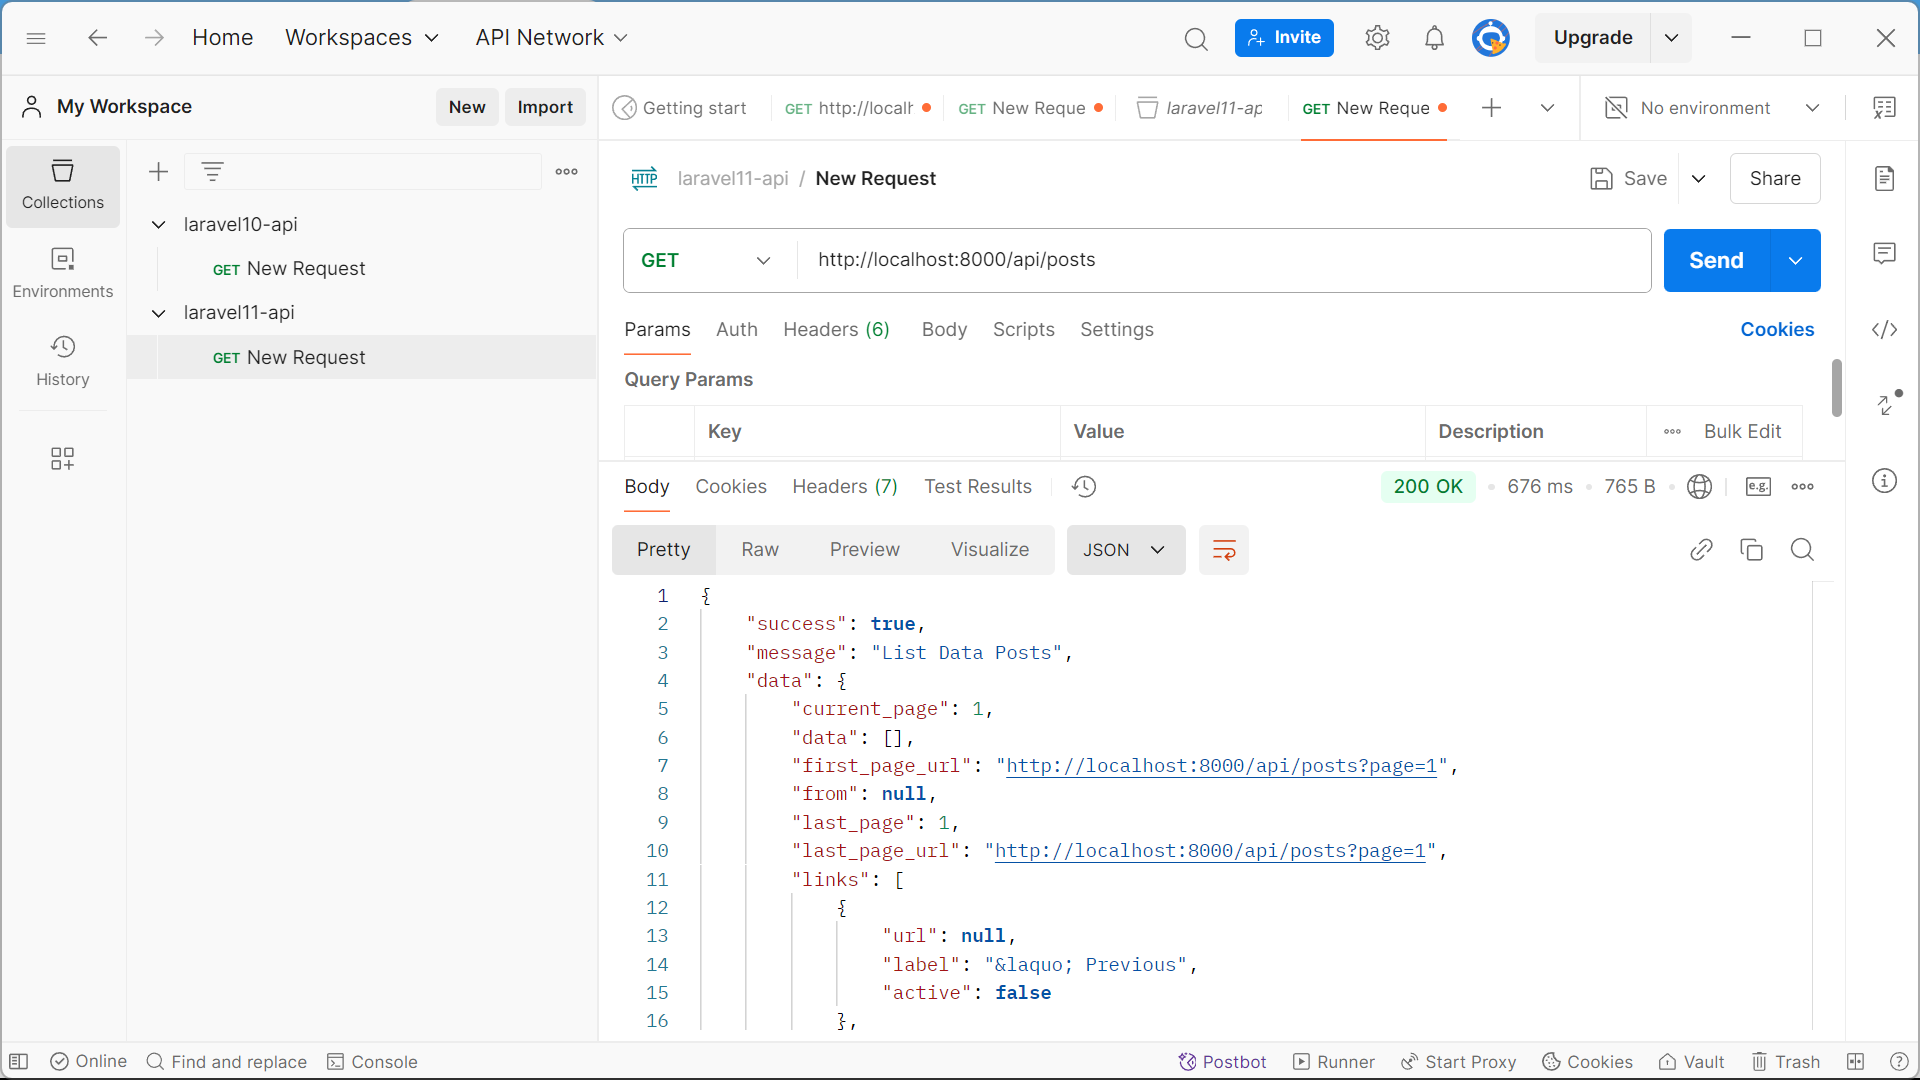 Home Workspaces API Network Invite Upgrade
My Workspace New Import
Getting start GET http://localh GET New Reque laravel11-ap GET New Reque No environment
Collections
Environments
History
laravel10-api
GET New Request
laravel11-api
GET New Request
HTTP laravel11-api / New Request Save Share
GET http://localhost:8000/api/posts Send
Params Auth Headers (6) Body Scripts Settings Cookies
Query Params
Key Value Description Bulk Edit
Body Cookies Headers (7) Test Results 200 OK 676 ms 765 B e.g.
Pretty Raw Preview Visualize JSON
1 {
2 "success": true,
3 "message": "List Data Posts",
4 "data": {
5 "current_page": 1,
6 "data": [],
7 "first_page_url": "http://localhost:8000/api/posts?page=1",
8 "from": null,
9 "last_page": 1,
10 "last_page_url": "http://localhost:8000/api/posts?page=1",
11 "links": [
12 {
13 "url": null,
14 "label": "&laquo; Previous",
15 "active": false
16 },
Online Find and replace Console Postbot Runner Start Proxy Cookies Vault Trash